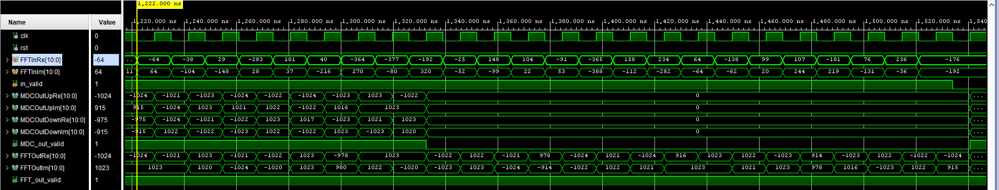 1,222.000 ns
Name Value 1,220.000 ns 1,240.000 ns 1,260.000 ns 1,280.000 ns 1,300.000 ns 1,320.000 ns 1,340.000 ns 1,360.000 ns 1,380.000 ns 1,400.000 ns 1,420.000 ns 1,440.000 ns 1,460.000 ns 1,480.000 ns 1,500.000 ns 1,520.000 ns 1,540
clk 0
rst 0
FFTInRe[10:0] -64 .. -64 -38 29 -283 181 40 -364 -377 -192 -25 148 104 -91 -365 158 234 64 -138 99 107 -181 76 236 -176
FFTInIm[10:0] 64 11 64 -104 -148 28 37 -216 270 -80 320 -52 -99 22 53 -388 -112 -282 -64 -62 20 244 219 -131 -36 -192
in_valid 1
MDCOutUpRe[10:0] -1024 -1024 -1021 -1023 -1024 -1022 -1024 -1023 1023 -1022 0 ...
MDCOutUpIm[10:0] 915 915 -1024 1023 1021 1022 -1022 1016 1023 0 ...
MDCOutDownRe[10:0] -975 -975 -1024 -1021 -1022 1023 1017 -1023 1021 1023 0 ...
MDCOutDownIm[10:0] -915 -915 1022 -1022 -1023 1022 -1022 1023 -1023 1020 0 ...
MDC_out_valid 1
FFTOutRe[10:0] -1024 -1024 -1021 1023 -1021 -1022 1023 -978 1023 -1022 1022 -1021 978 -1024 1021 -1024 916 1023 1022 -1023 914 -1023 1022 -1022 -1024 ...
FFTOutIm[10:0] 1023 1023 1020 -1024 -1020 1023 980 1022 -1020 -1023 1023 -1024 -914 -1022 1022 1021 1023 1021 1023 978 1016 -1023 1022 915 ...
FFT_out_valid 1